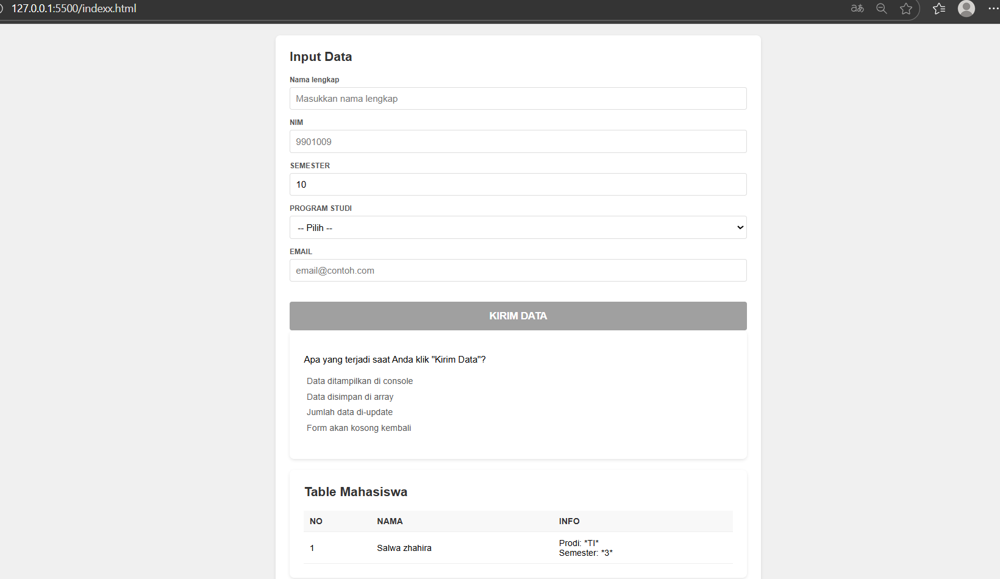 127.0.0.1:5500/indexx.html
Input Data
Nama lengkap
Masukkan nama lengkap
NIM
9901009
SEMESTER
10
PROGRAM STUDI
-- Pilih --
EMAIL
email@contoh.com
KIRIM DATA
Apa yang terjadi saat Anda klik "Kirim Data"?
Data ditampilkan di console
Data disimpan di array
Jumlah data di-update
Form akan kosong kembali
Table Mahasiswa
NO NAMA INFO
1 Salwa zhahira Prodi: *TI*
Semester: *3*